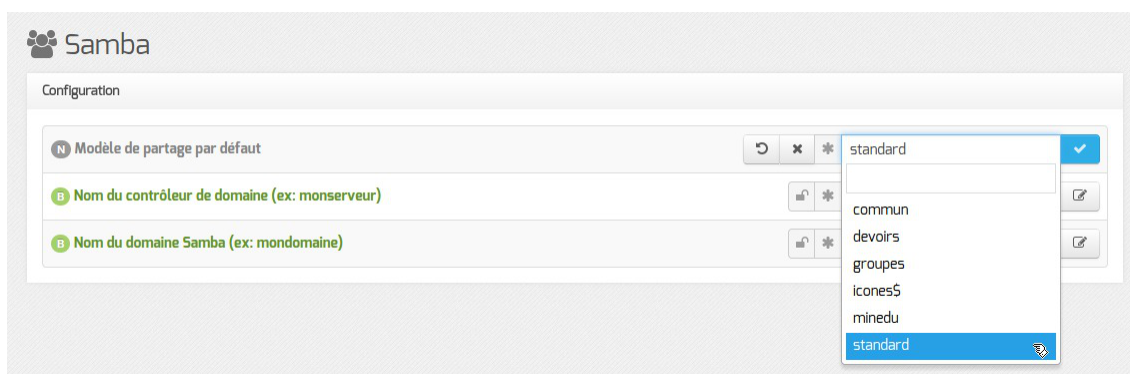 Samba
Configuration
N Modèle de partage par défaut
standard
B Nom du contrôleur de domaine (ex: monserveur)
B Nom du domaine Samba (ex: mondomaine)
commun
devoirs
groupes
icones$
minedu
standard